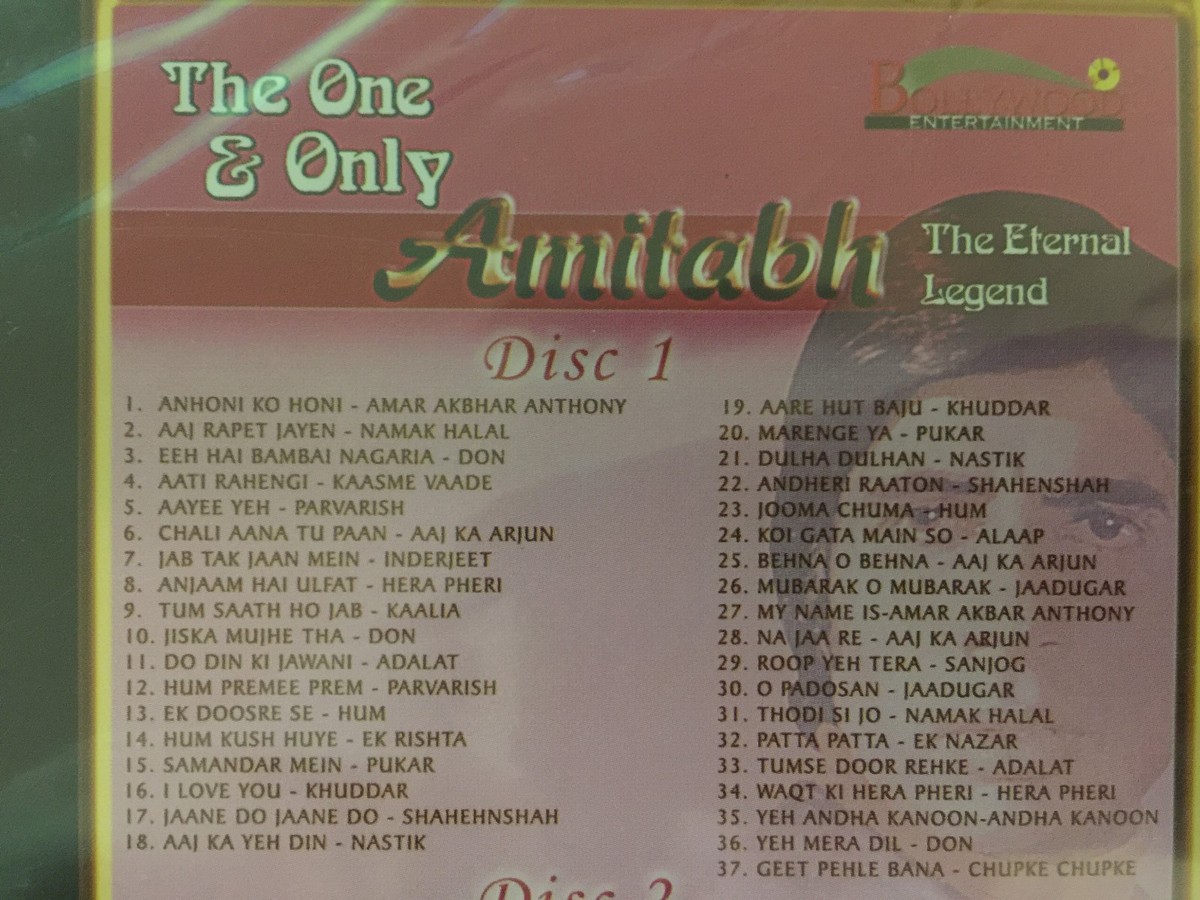 The One
& Only
Amitabh
The Eternal
Legend
BOLLYWOOD
ENTERTAINMENT
Disc 1
1. ANHONI KO HONI - AMAR AKBHAR ANTHONY
2. AAJ RAPET JAYEN - NAMAK HALAL
3. EEH HAI BAMBAI NAGARIA - DON
4. AATI RAHENGI - KAASME VAADE
5. AAYEE YEH - PARVARISH
6. CHALI AANA TU PAAN - AAJ KA ARJUN
7. JAB TAK JAAN MEIN - INDERJEET
8. ANJAAM HAI ULFAT - HERA PHERI
9. TUM SAATH HO JAB - KAALIA
10. JISKA MUJHE THA - DON
11. DO DIN KI JAWANI - ADALAT
12. HUM PREMEE PREM - PARVARISH
13. EK DOOSRE SE - HUM
14. HUM KUSH HUYE - EK RISHTA
15. SAMANDAR MEIN - PUKAR
16. I LOVE YOU - KHUDDAR
17. JAANE DO JAANE DO - SHAHEHNSHAH
18. AAJ KA YEH DIN - NASTIK
19. AARE HUT BAJU - KHUDDAR
20. MARENGE YA - PUKAR
21. DULHA DULHAN - NASTIK
22. ANDHERI RAATON - SHAHENSHAH
23. JOOMA CHUMA - HUM
24. KOI GATA MAIN SO - ALAAP
25. BEHNA O BEHNA - AAJ KA ARJUN
26. MUBARAK O MUBARAK - JAADUGAR
27. MY NAME IS-AMAR AKBAR ANTHONY
28. NA JAA RE - AAJ KA ARJUN
29. ROOP YEH TERA - SANJOG
30. O PADOSAN - JAADUGAR
31. THODI SI JO - NAMAK HALAL
32. PATTA PATTA - EK NAZAR
33. TUMSE DOOR REHKE - ADALAT
34. WAQT KI HERA PHERI - HERA PHERI
35. YEH ANDHA KANOON-ANDHA KANOON
36. YEH MERA DIL - DON
37. GEET PEHLE BANA - CHUPKE CHUPKE
Disc 2